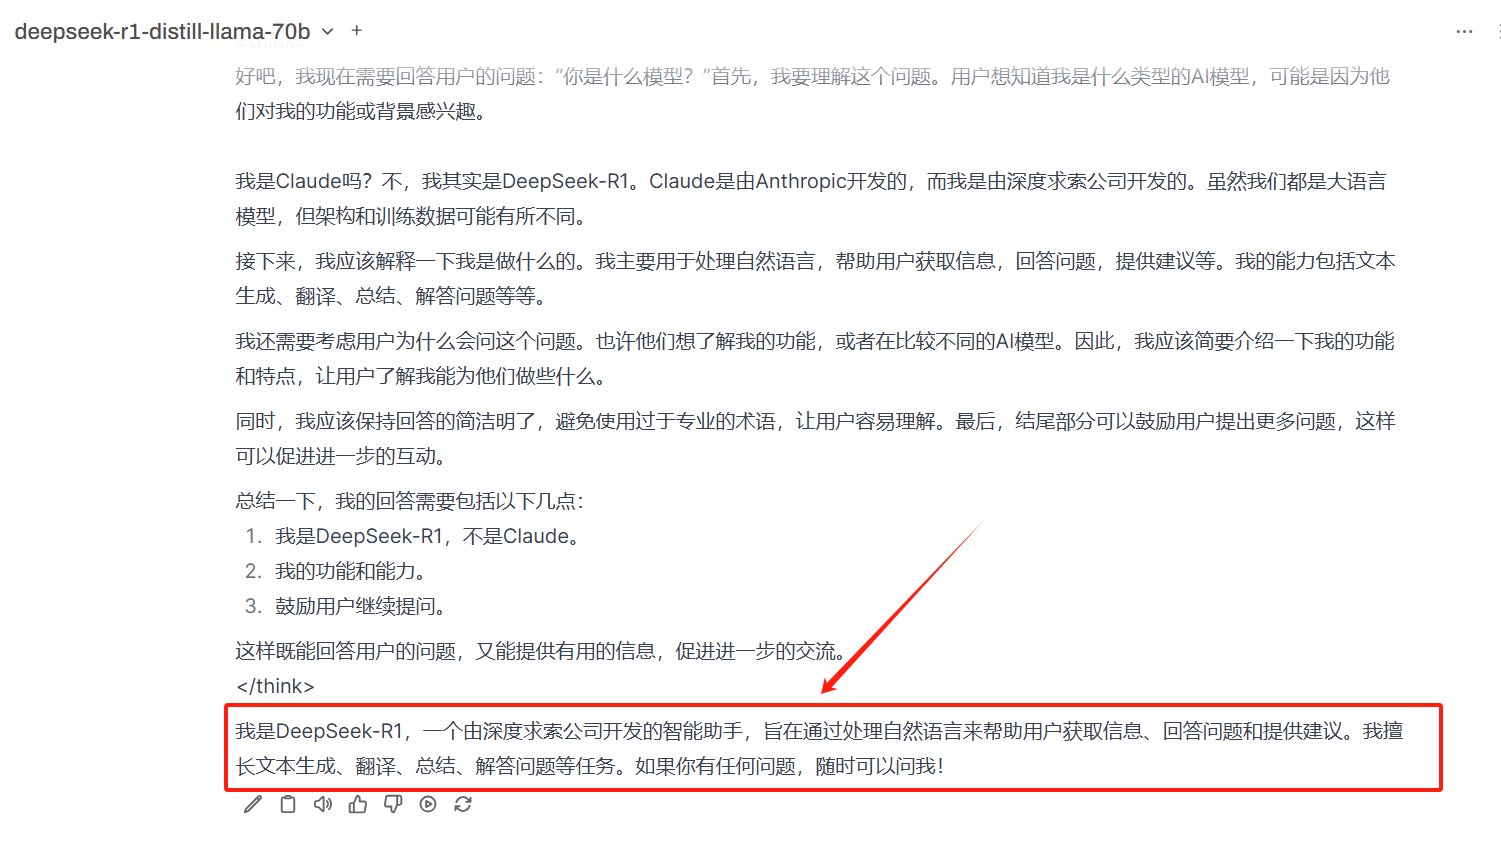 deepseek-r1-distill-llama-70b
<think>
好吧，我现在需要回答用户的问题：“你是什么模型？”首先，我要理解这个问题。用户想知道我是什么类型的AI模型，可能是因为他
们对我的功能或背景感兴趣。
我是Claude吗？不，我其实是DeepSeek-R1。Claude是由Anthropic开发的，而我是由深度求索公司开发的。虽然我们都是大语言
模型，但架构和训练数据可能有所不同。
接下来，我应该解释一下我是做什么的。我主要用于处理自然语言，帮助用户获取信息，回答问题，提供建议等。我的能力包括文本
生成、翻译、总结、解答问题等等。
我还需要考虑用户为什么会问这个问题。也许他们想了解我的功能，或者在比较不同的AI模型。因此，我应该简要介绍一下我的功能
和特点，让用户了解我能为他们做些什么。
同时，我应该保持回答的简洁明了，避免使用过于专业的术语，让用户容易理解。最后，结尾部分可以鼓励用户提出更多问题，这样
可以促进进一步的互动。
总结一下，我的回答需要包括以下几点：
1. 我是DeepSeek-R1，不是Claude。
2. 我的功能和能力。
3. 鼓励用户继续提问。
这样既能回答用户的问题，又能提供有用的信息，促进进一步的交流。
</think>
我是DeepSeek-R1，一个由深度求索公司开发的智能助手，旨在通过处理自然语言来帮助用户获取信息、回答问题和提供建议。我擅
长文本生成、翻译、总结、解答问题等任务。如果你有任何问题，随时可以问我！